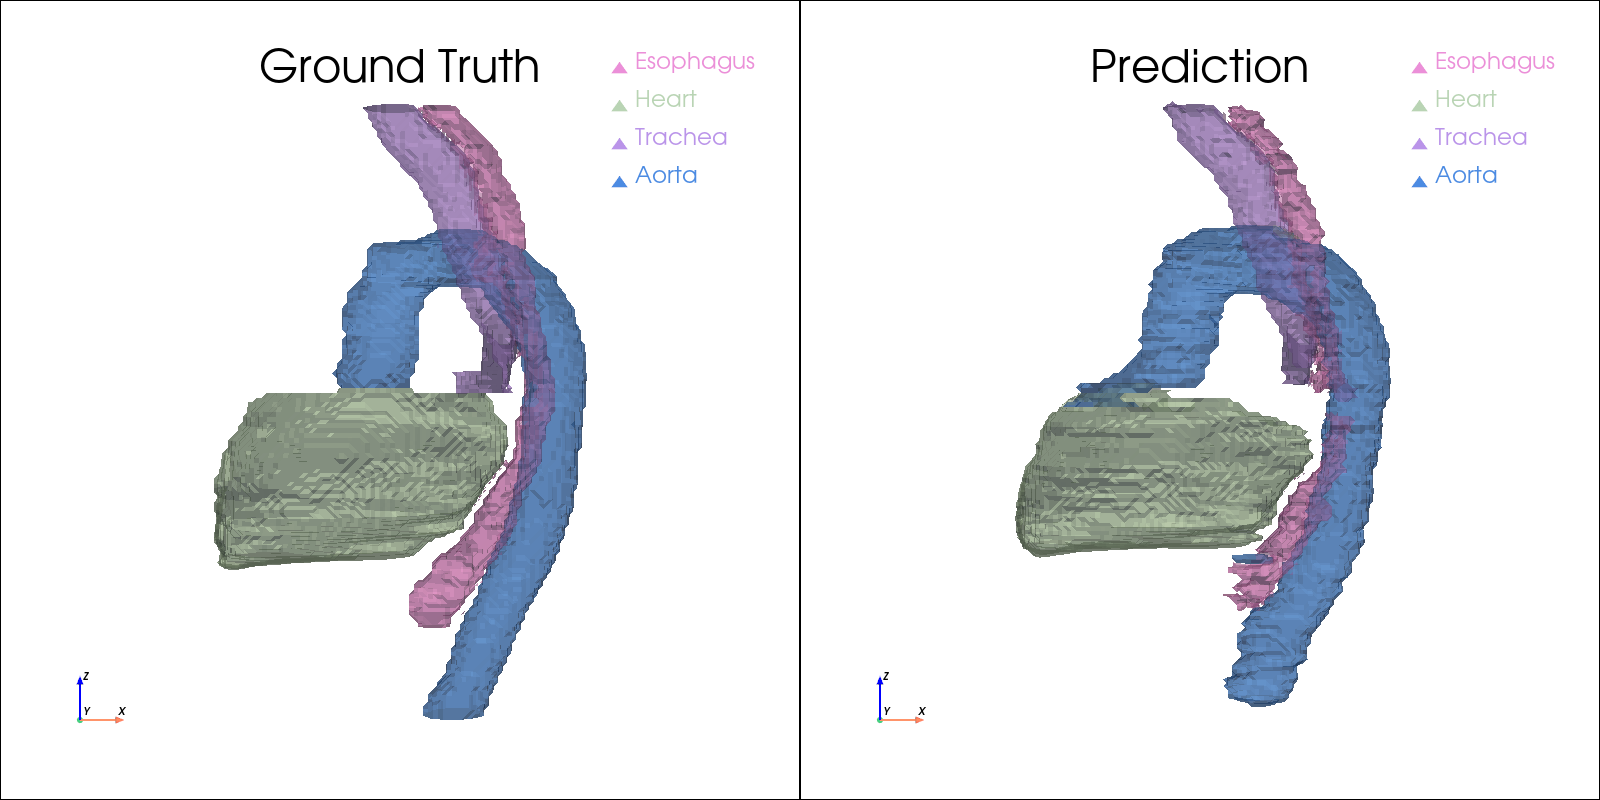 Ground Truth
Esophagus
Heart
Trachea
Aorta
Z
Y
X
Prediction
Esophagus
Heart
Trachea
Aorta
Z
Y
X